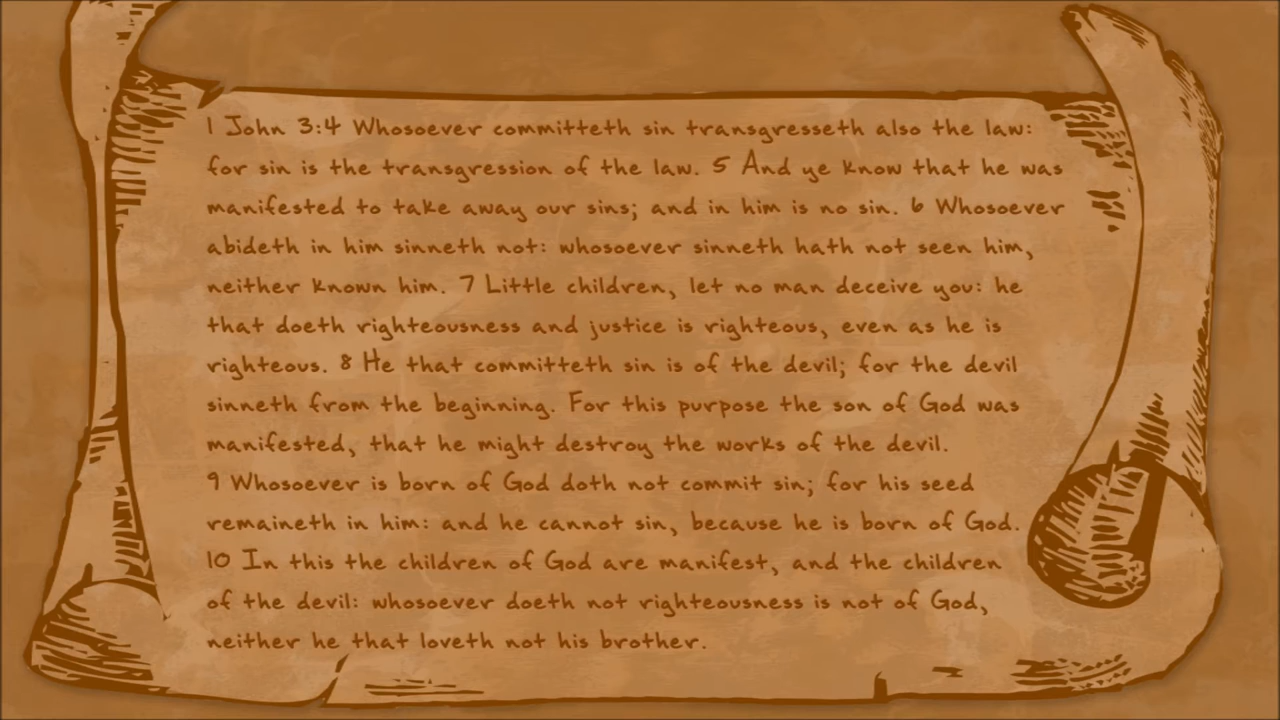 1 John 3:4 Whosoever committeth sin transgresseth also the law:
for sin is the transgression of the law. 5 And ye know that he was
manifested to take away our sins; and in him is no sin. 6 Whosoever
abideth in him sinneth not: whosoever sinneth hath not seen him,
neither known him. 7 Little children, let no man deceive you: he
that doeth righteousness and justice is righteous, even as he is
righteous. 8 He that committeth sin is of the devil; for the devil
sinneth from the beginning. For this purpose the son of God was
manifested, that he might destroy the works of the devil.
9 Whosoever is born of God doth not commit sin; for his seed
remaineth in him: and he cannot sin, because he is born of God.
10 In this the children of God are manifest, and the children
of the devil: whosoever doeth not righteousness is not of God,
neither he that loveth not his brother.